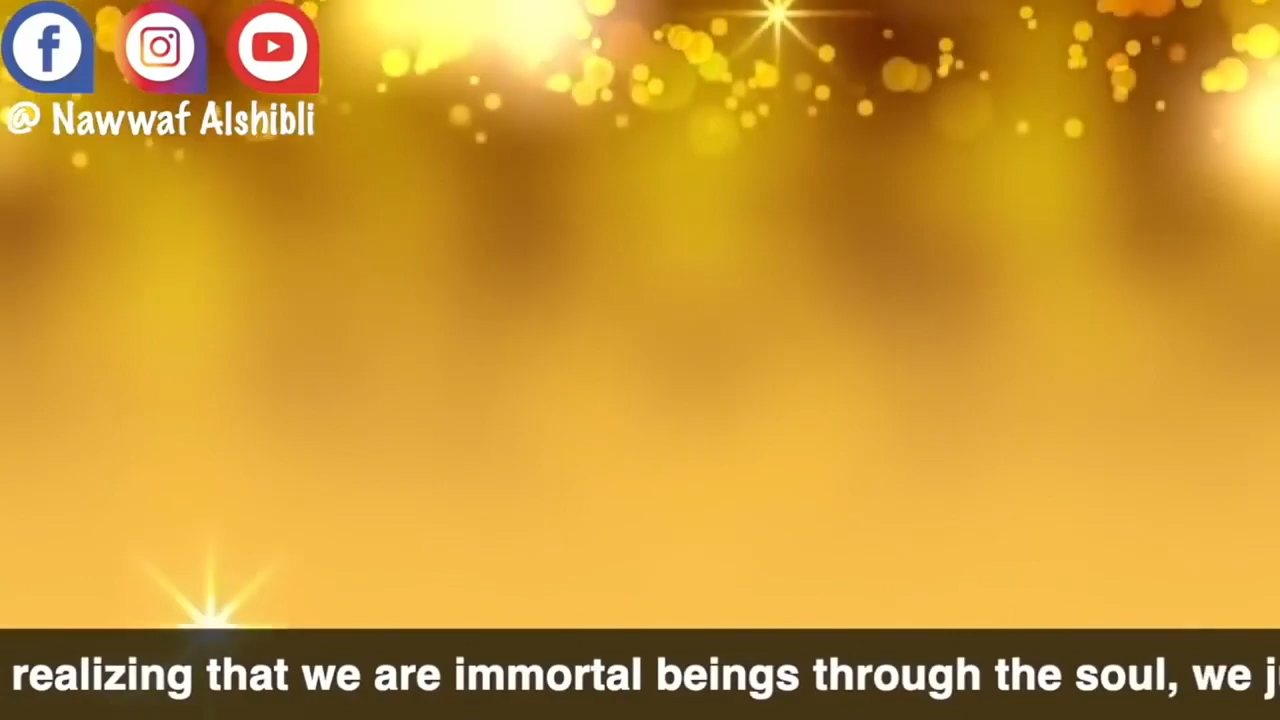 @ Nawwaf Alshibli
realizing that we are immortal beings through the soul, we